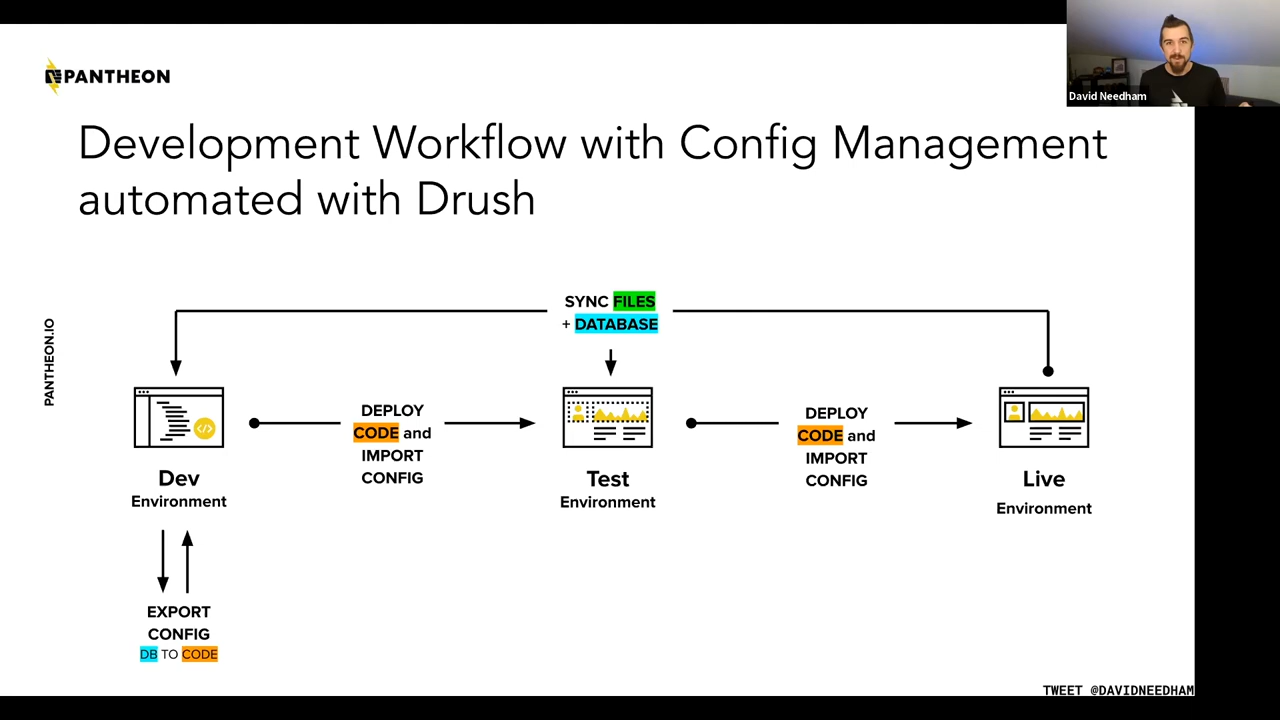 PANTHEON
David Needham
Development Workflow with Config Management
automated with Drush
PANTHEON.IO
SYNC FILES
+ DATABASE
DEPLOY
CODE and
IMPORT
CONFIG
DEPLOY
CODE and
IMPORT
CONFIG
Dev
Environment
Test
Environment
Live
Environment
EXPORT
CONFIG
DB TO CODE
TWEET @DAVIDNEEDHAM